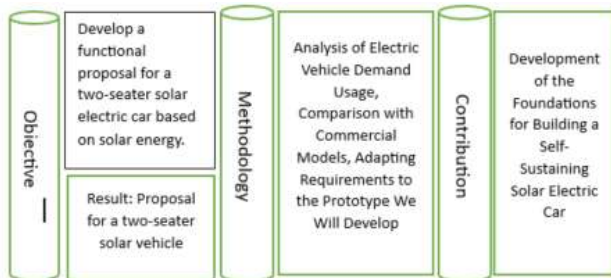 Objective
Develop a
functional
proposal for a
two-seater solar
electric car based
on solar energy.
Result: Proposal
for a two-seater
solar vehicle
Methodology
Analysis of Electric
Vehicle Demand
Usage,
Comparison with
Commercial
Models, Adapting
Requirements to
the Prototype We
Will Develop
Contribution
Development
of the
Foundations
for Building a
Self-
Sustaining
Solar Electric
Car